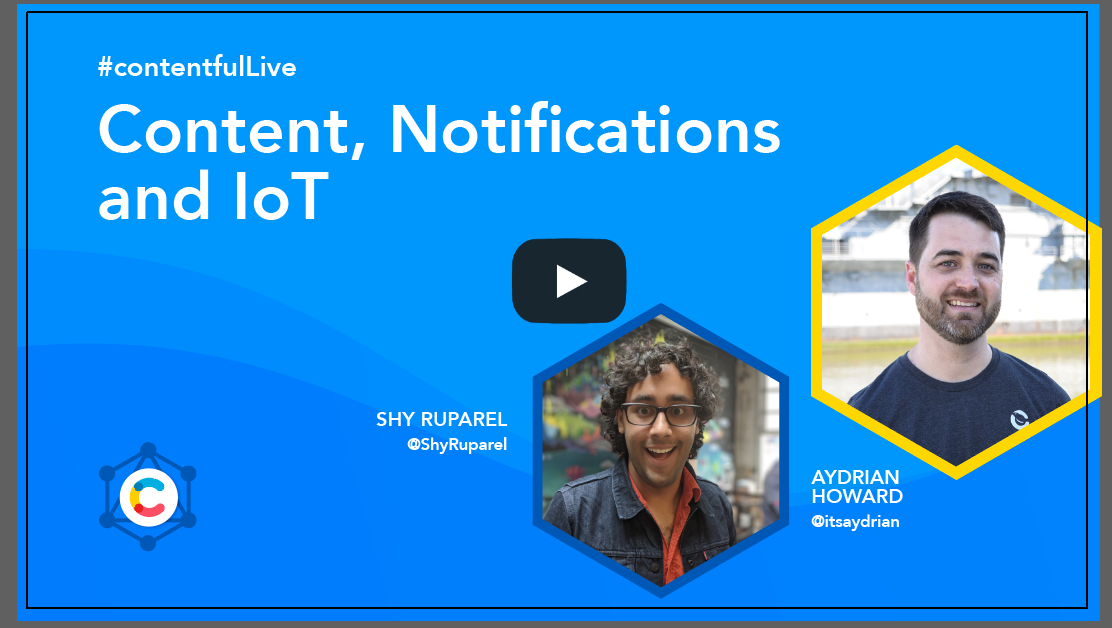 #contentfulLive
Content, Notifications
and IoT
SHY RUPAREL
@ShyRuparel
AYDRIAN
HOWARD
@itsaydrian